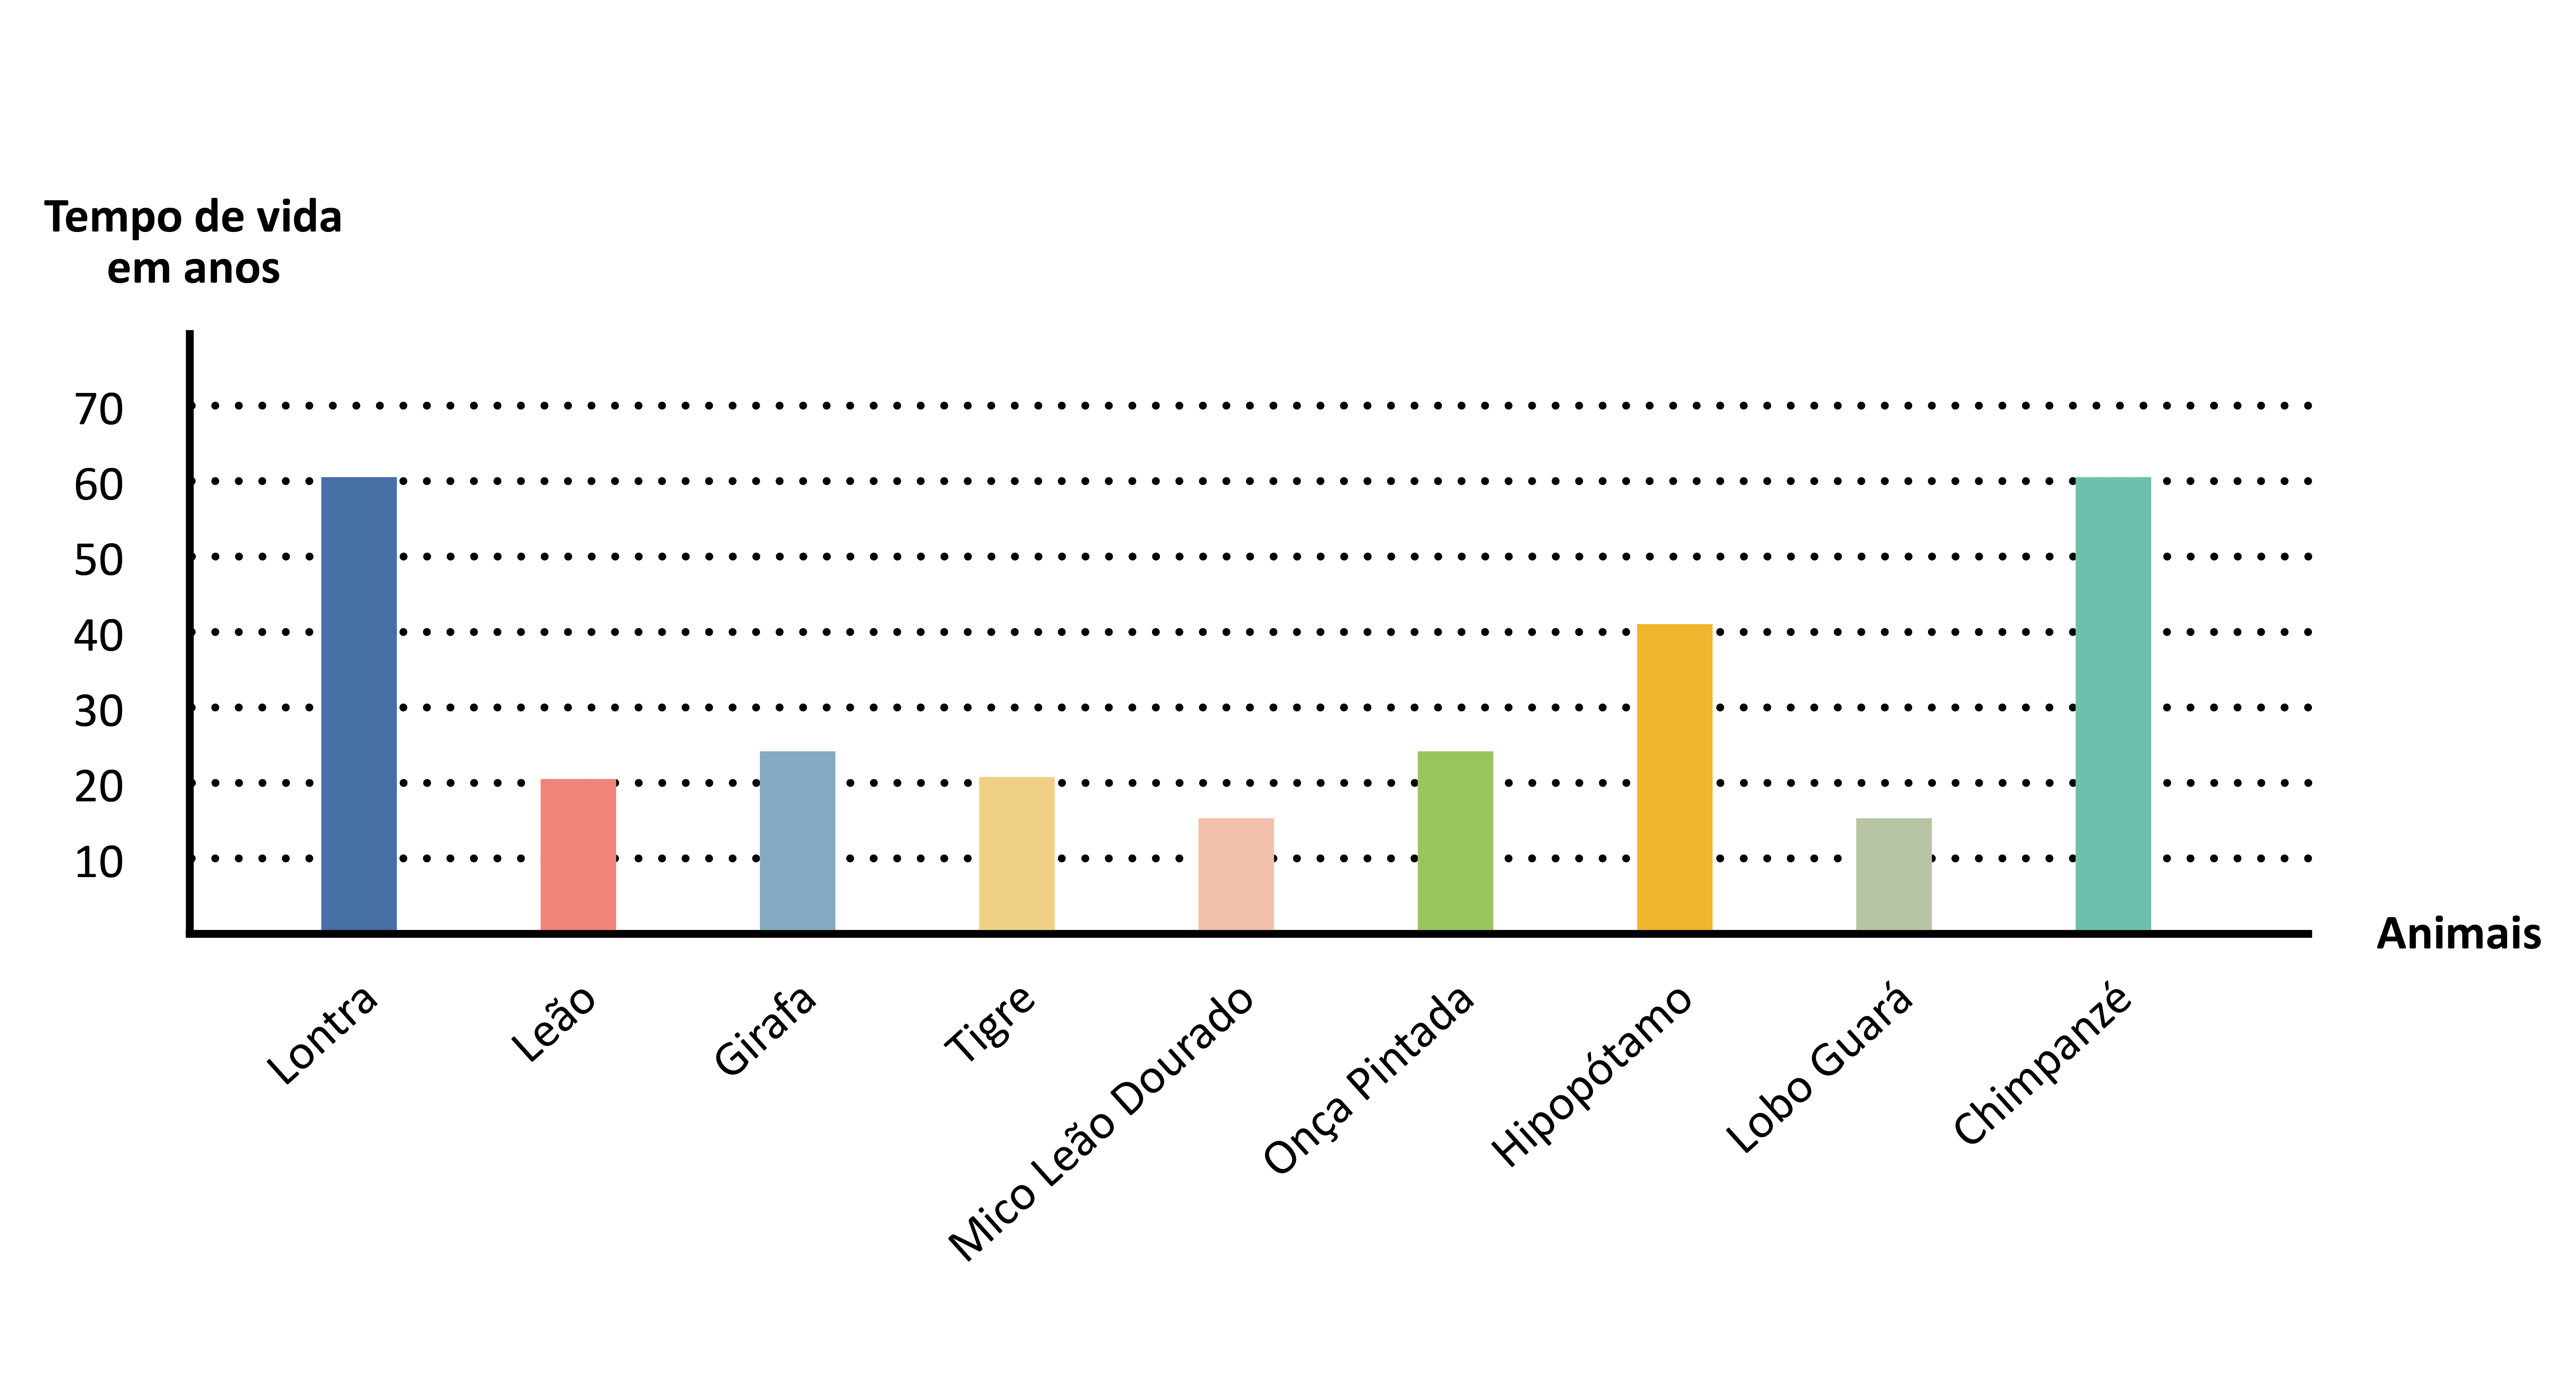 Tempo de vida
em anos
70
60
50
40
30
20
10
Animais
Lontra
Leão
Girafa
Tigre
Mico Leão Dourado
Onça Pintada
Hipopótamo
Lobo Guará
Chimpanzé